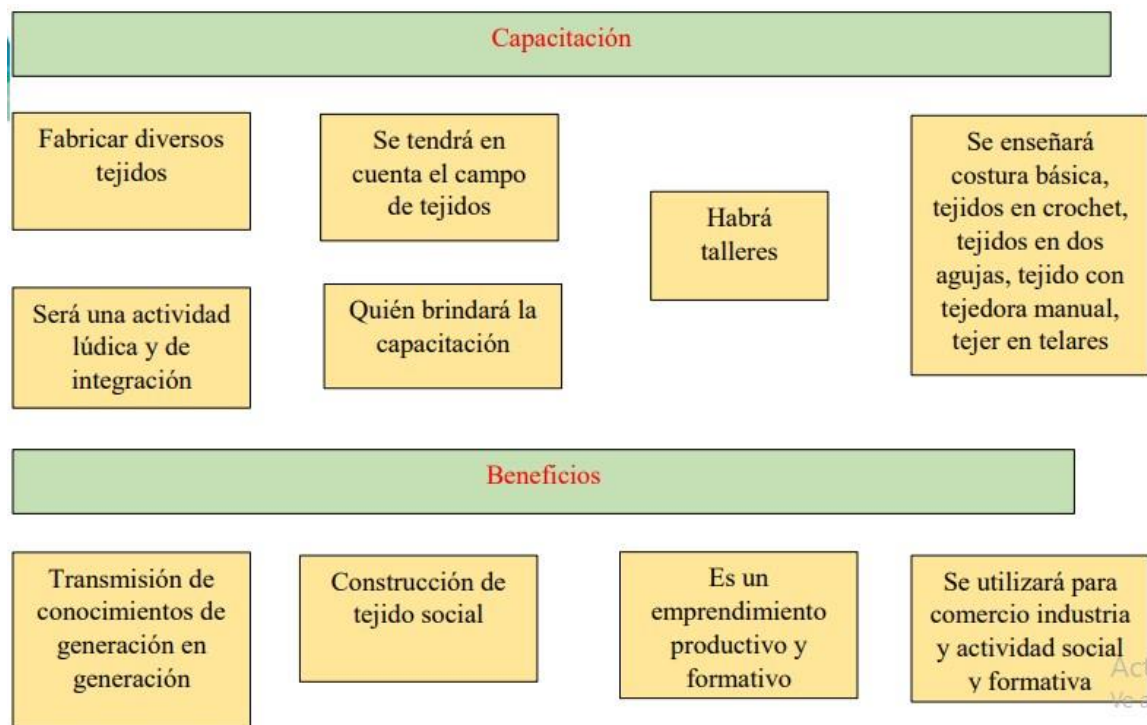 Capacitación
Fabricar diversos
tejidos
Se tendrá en
cuenta el campo
de tejidos
Habrá
talleres
Se enseñará
costura básica,
tejidos en crochet,
tejidos en dos
agujas, tejido con
tejedora manual,
tejer en telares
Será una actividad
lúdica y de
integración
Quién brindará la
capacitación
Beneficios
Transmisión de
conocimientos de
generación en
generación
Construcción de
tejido social
Es un
emprendimiento
productivo y
formativo
Se utilizará para
comercio industria
y actividad social
y formativa